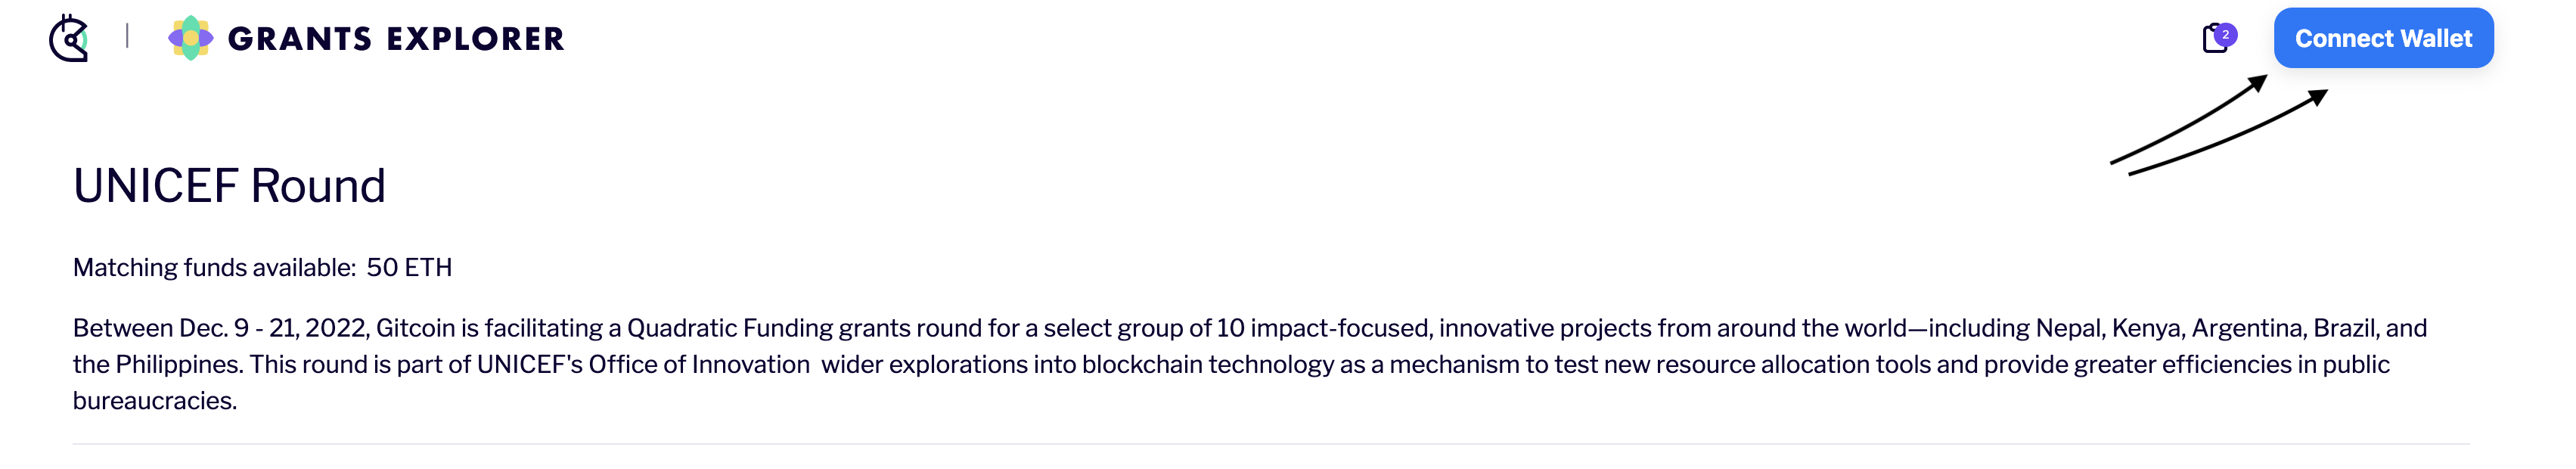 GRANTS EXPLORER
2
Connect Wallet
UNICEF Round
Matching funds available: 50 ETH
Between Dec. 9 - 21, 2022, Gitcoin is facilitating a Quadratic Funding grants round for a select group of 10 impact-focused, innovative projects from around the world—including Nepal, Kenya, Argentina, Brazil, and
the Philippines. This round is part of UNICEF's Office of Innovation  wider explorations into blockchain technology as a mechanism to test new resource allocation tools and provide greater efficiencies in public
bureaucracies.